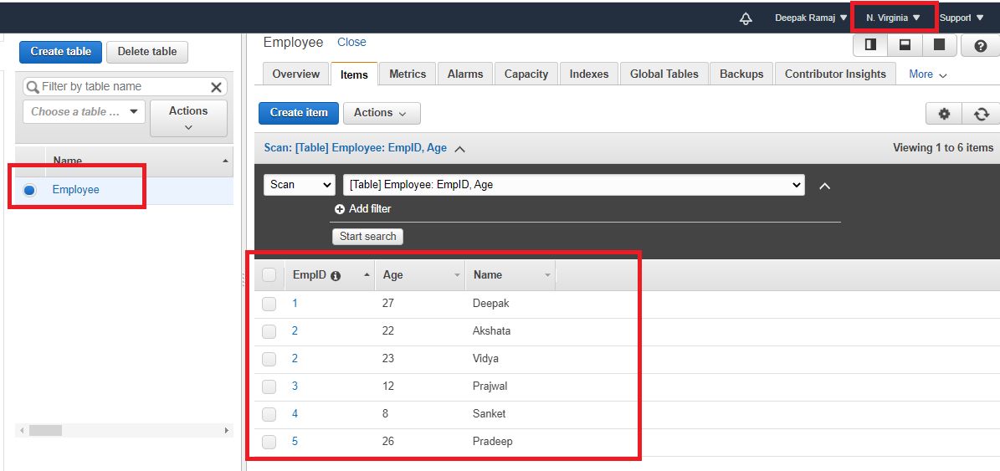 Deepak Ramaj N. Virginia Support
Create table Delete table
Filter by table name
Choose a table ... Actions
Name
Employee
Employee Close
Overview Items Metrics Alarms Capacity Indexes Global Tables Backups Contributor Insights More
Create item Actions
Scan: [Table] Employee: EmpID, Age Viewing 1 to 6 items
Scan [Table] Employee: EmpID, Age
Add filter
Start search
EmpID Age Name
1 27 Deepak
2 22 Akshata
2 23 Vidya
3 12 Prajwal
4 8 Sanket
5 26 Pradeep